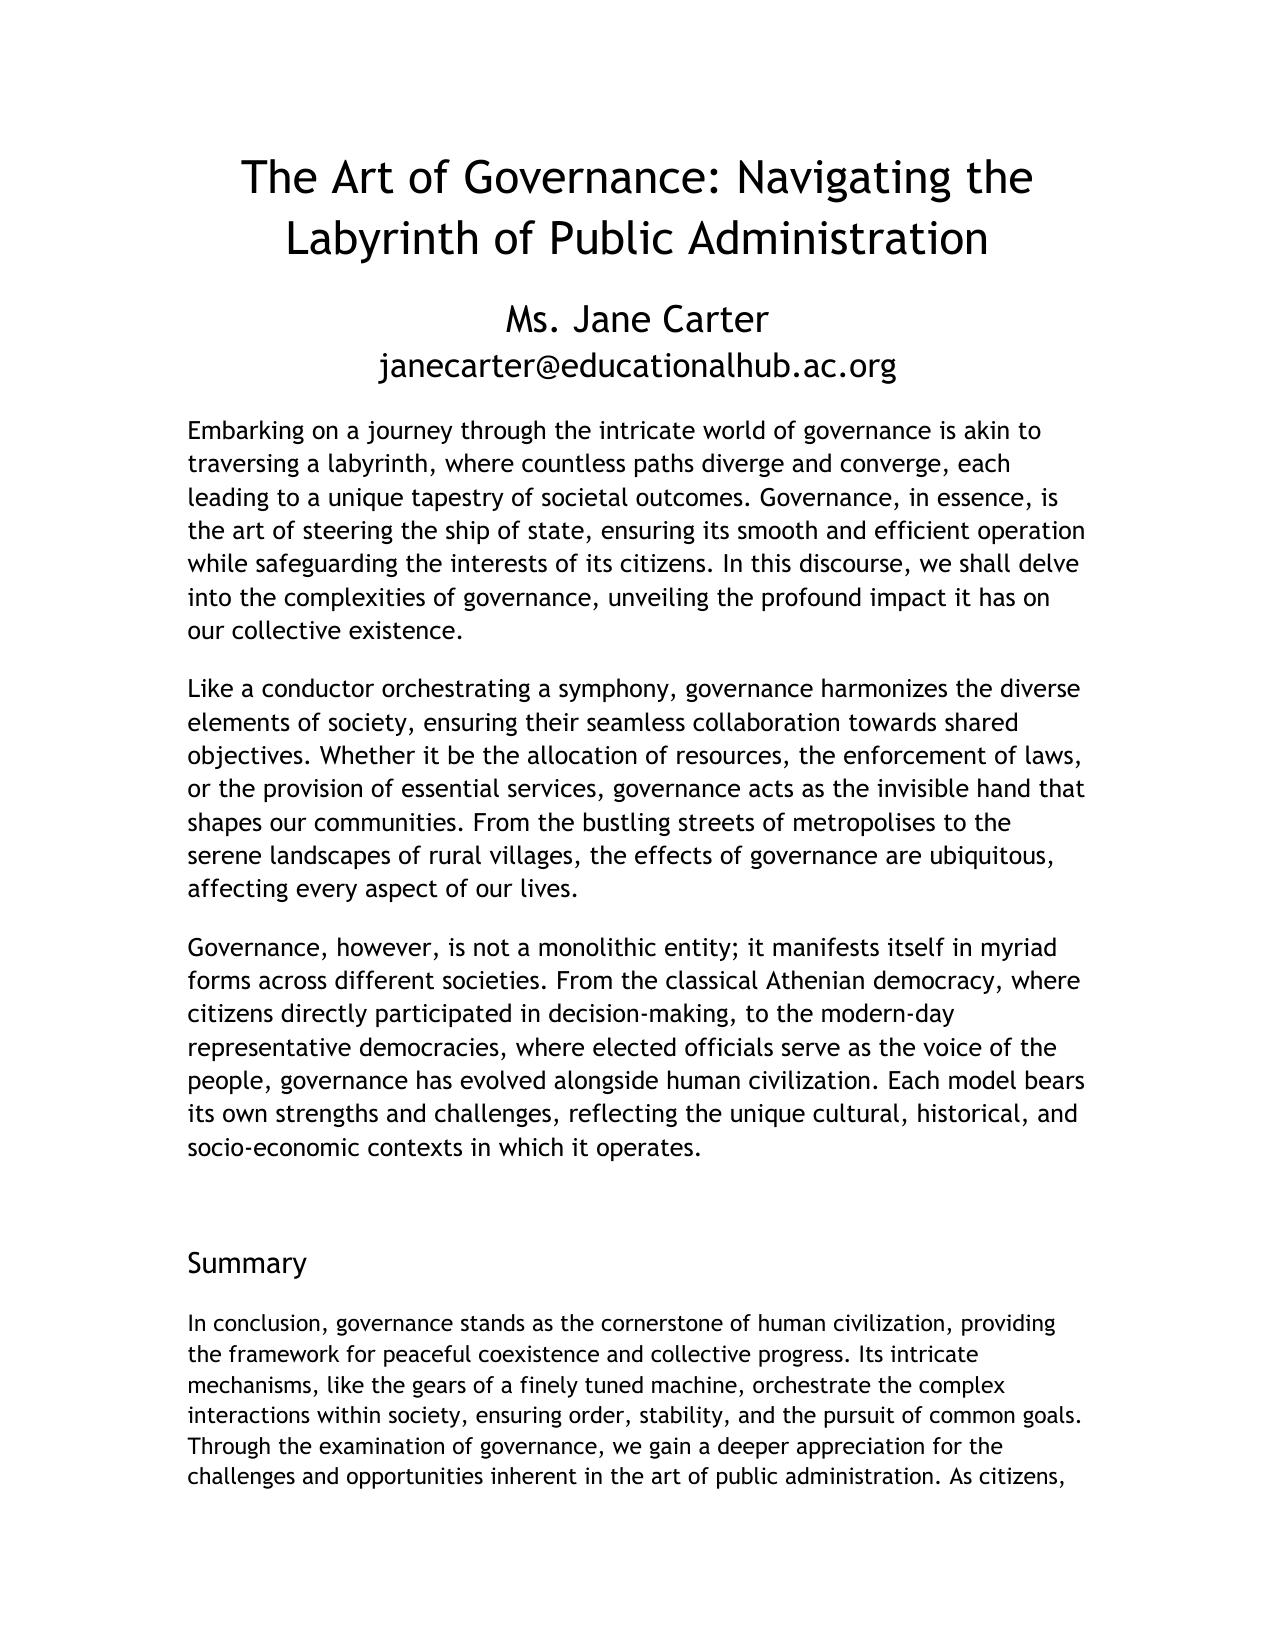 The Art of Governance: Navigating the
Labyrinth of Public Administration
Ms. Jane Carter
janecarter@educationalhub.ac.org
Embarking on a journey through the intricate world of governance is akin to
traversing a labyrinth, where countless paths diverge and converge, each
leading to a unique tapestry of societal outcomes. Governance, in essence, is
the art of steering the ship of state, ensuring its smooth and efficient operation
while safeguarding the interests of its citizens. In this discourse, we shall delve
into the complexities of governance, unveiling the profound impact it has on
our collective existence.
Like a conductor orchestrating a symphony, governance harmonizes the diverse
elements of society, ensuring their seamless collaboration towards shared
objectives. Whether it be the allocation of resources, the enforcement of laws,
or the provision of essential services, governance acts as the invisible hand that
shapes our communities. From the bustling streets of metropolises to the
serene landscapes of rural villages, the effects of governance are ubiquitous,
affecting every aspect of our lives.
Governance, however, is not a monolithic entity; it manifests itself in myriad
forms across different societies. From the classical Athenian democracy, where
citizens directly participated in decision-making, to the modern-day
representative democracies, where elected officials serve as the voice of the
people, governance has evolved alongside human civilization. Each model bears
its own strengths and challenges, reflecting the unique cultural, historical, and
socio-economic contexts in which it operates.
Summary
In conclusion, governance stands as the cornerstone of human civilization, providing
the framework for peaceful coexistence and collective progress. Its intricate
mechanisms, like the gears of a finely tuned machine, orchestrate the complex
interactions within society, ensuring order, stability, and the pursuit of common goals.
Through the examination of governance, we gain a deeper appreciation for the
challenges and opportunities inherent in the art of public administration. As citizens,